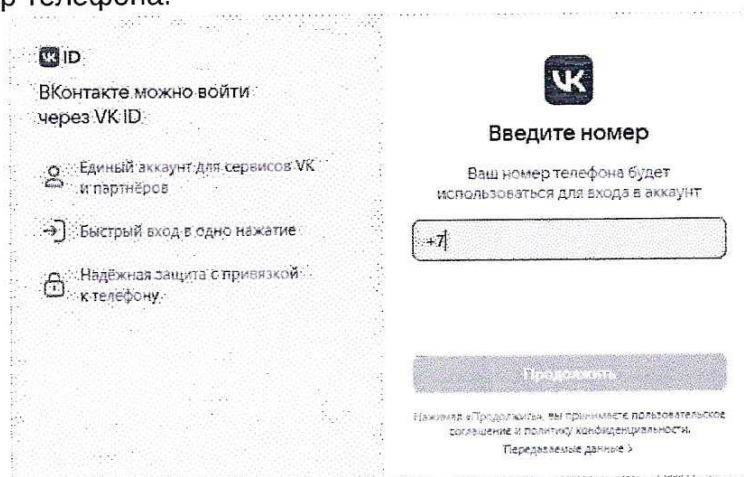 р телефона.
VK ID
ВКонтакте можно войти
через VK ID
Единый аккаунт для сервисов VK
и партнёров
Быстрый вход в одно нажатие
Надёжная защита с привязкой
к телефону
VK
Введите номер
Ваш номер телефона будет
использоваться для входа в аккаунт
+7
Продолжить
Нажимая «Продолжить», вы принимаете пользовательское
соглашение и политику конфиденциальности.
Передаваемые данные >